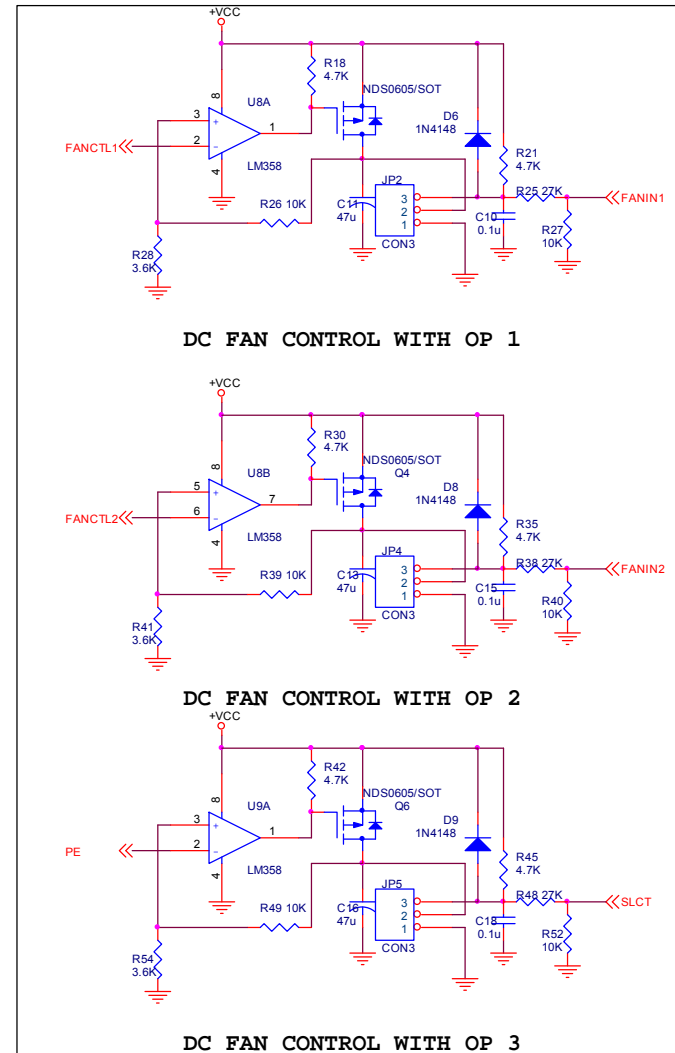 +VCC
R18
4.7K
NDS0605/SOT
8
U8A
3
+
1
D6
1N4148
FANCTL1
2
-
LM358
R21
4.7K
4
JP2
R26 10K
C11
47u
3
2
1
R25 27K
FANIN1
C10
0.1u
R27
10K
CON3
R28
3.6K
DC FAN CONTROL WITH OP 1
+VCC
R30
4.7K
NDS0605/SOT
Q4
8
U8B
5
+
7
D8
1N4148
FANCTL2
6
-
LM358
R35
4.7K
4
JP4
R39 10K
C13
47u
3
2
1
R38 27K
FANIN2
C15
0.1u
R40
10K
CON3
R41
3.6K
DC FAN CONTROL WITH OP 2
+VCC
R42
4.7K
NDS0605/SOT
Q6
8
U9A
3
+
1
D9
1N4148
PE
2
-
LM358
R45
4.7K
4
JP5
R49 10K
C16
47u
3
2
1
R48 27K
SLCT
C18
0.1u
R52
10K
CON3
R54
3.6K
DC FAN CONTROL WITH OP 3